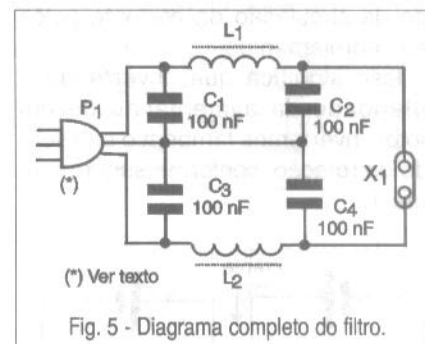 L1
P1
C1
100 nF
C2
100 nF
(*)
C3
100 nF
C4
100 nF
X1
(*) Ver texto
L2
Fig. 5 - Diagrama completo do filtro.